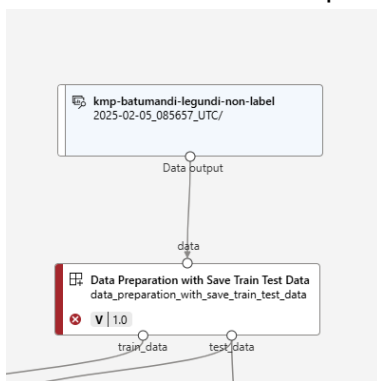 kmp-batumandi-legundi-non-label
2025-02-05_085657_UTC/
Data output
data
Data Preparation with Save Train Test Data
data_preparation_with_save_train_test_data
V 1.0
train_data
test_data